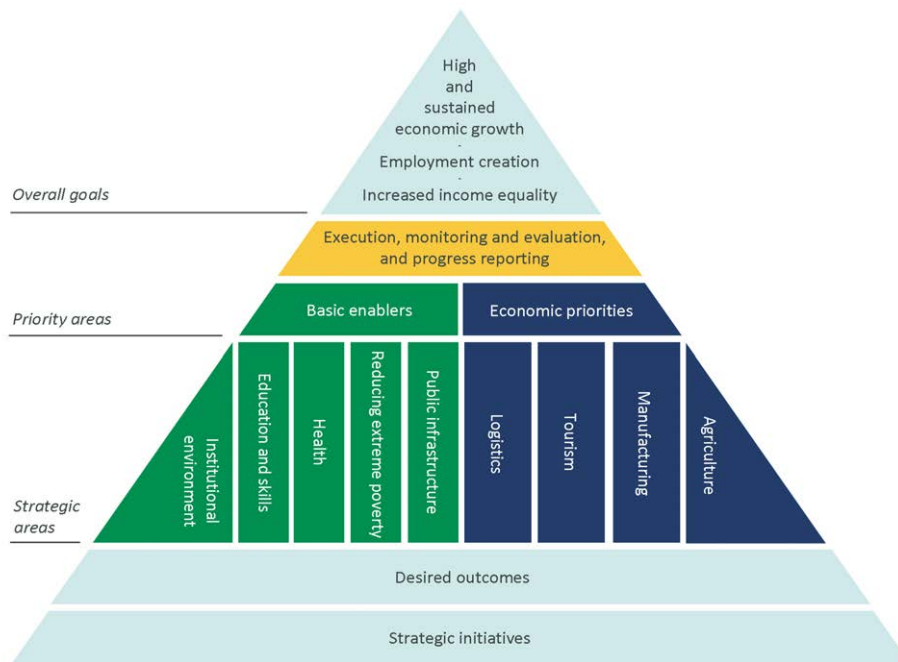 High
and
sustained
economic growth
-
Employment creation
-
Increased income equality
Overall goals
Execution, monitoring and evaluation,
and progress reporting
Priority areas
Basic enablers
Economic priorities
Strategic
areas
Institutional
environment
Education and skills
Health
Reducing extreme poverty
Public infrastructure
Logistics
Tourism
Manufacturing
Agriculture
Desired outcomes
Strategic initiatives